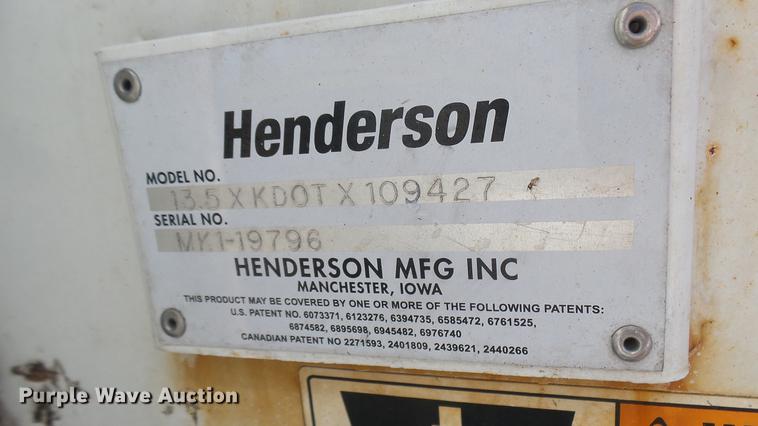 Henderson
MODEL NO.
13.5 X KDOT X 109427
SERIAL NO.
MK1-19796
HENDERSON MFG INC
MANCHESTER, IOWA
THIS PRODUCT MAY BE COVERED BY ONE OR MORE OF THE FOLLOWING PATENTS:
U.S. PATENT NO. 6073371, 6123276, 6394735, 6585472, 6761525,
6874582, 6895698, 6945482, 6976740
CANADIAN PATENT NO 2271593, 2401809, 2439621, 2440266
Purple Wave Auction®